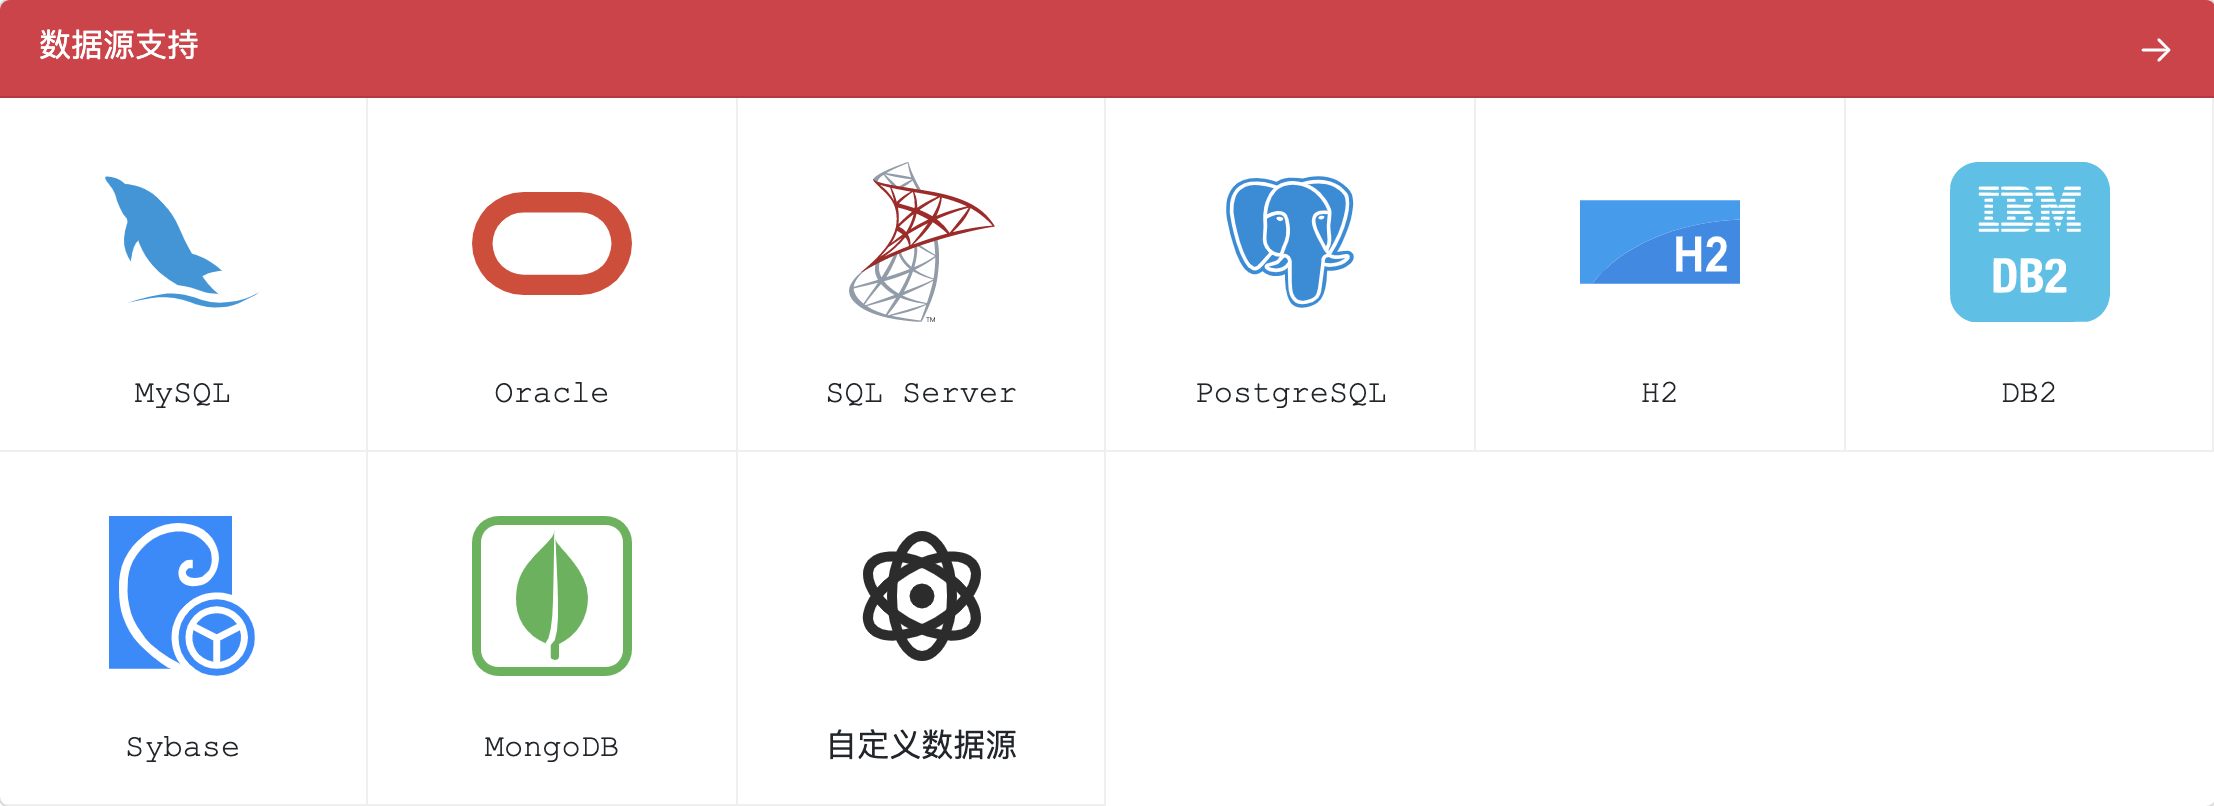 数据源支持
TM
H2
IBM
DB2
MySQL
Oracle
SQL Server
PostgreSQL
H2
DB2
Sybase
MongoDB
自定义数据源